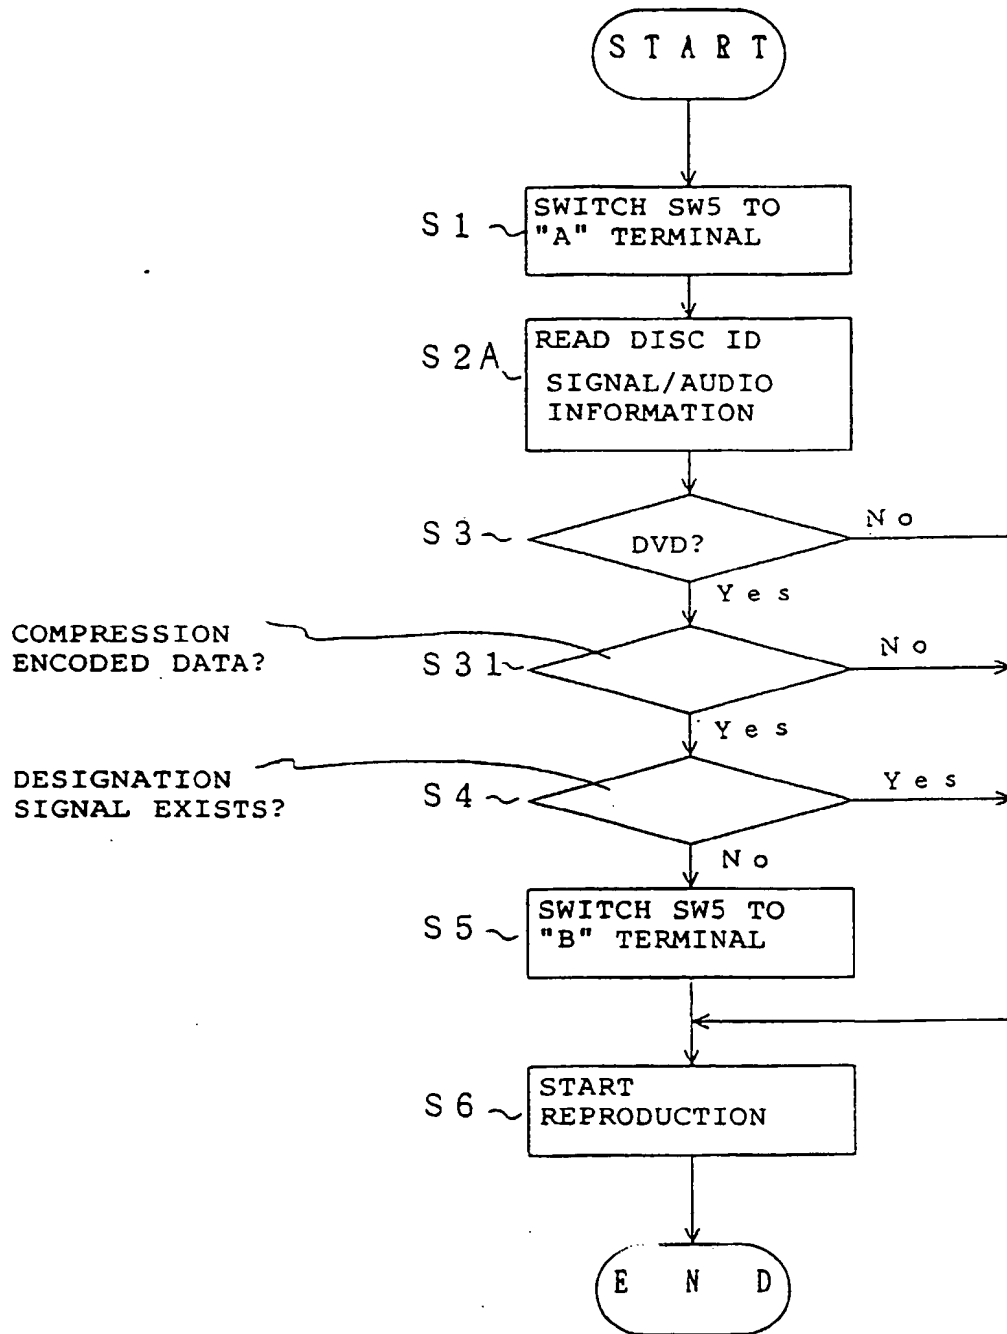 START
S1
SWITCH SW5 TO
"A" TERMINAL
S2A
READ DISC ID
SIGNAL/AUDIO
INFORMATION
S3
DVD?
No
Yes
COMPRESSION
ENCODED DATA?
S31
No
Yes
DESIGNATION
SIGNAL EXISTS?
S4
Yes
No
S5
SWITCH SW5 TO
"B" TERMINAL
S6
START
REPRODUCTION
END